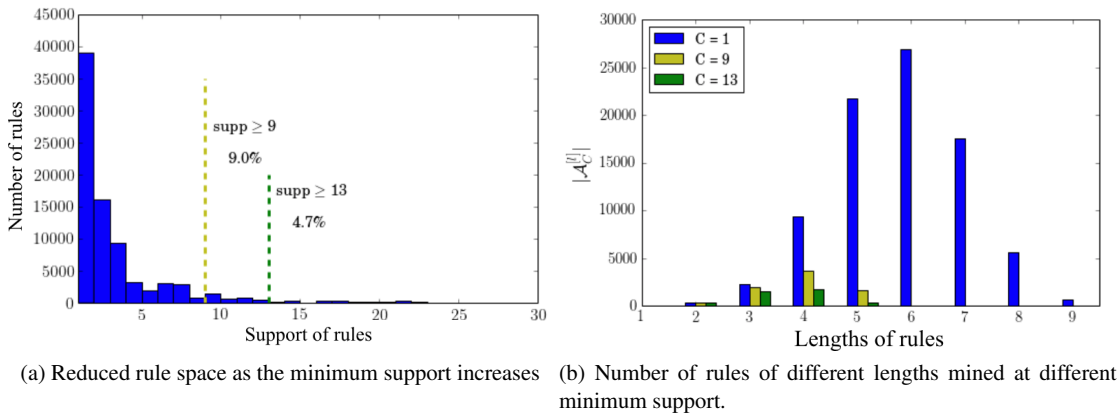 45000
40000
35000
30000
25000
20000
15000
10000
5000
0
5
10
15
20
25
30
Number of rules
Support of rules
supp ≥ 9
9.0%
supp ≥ 13
4.7%
(a) Reduced rule space as the minimum support increases
30000
25000
20000
15000
10000
5000
0
1
2
3
4
5
6
7
8
9
|𝒜_C^{[l]}|
Lengths of rules
C = 1
C = 9
C = 13
(b) Number of rules of different lengths mined at different
minimum support.